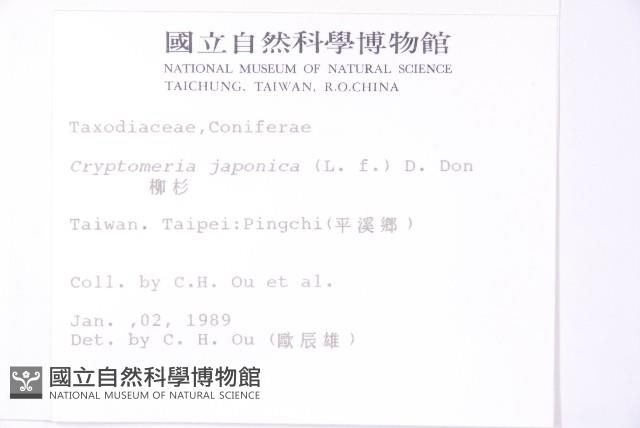 國立自然科學博物館
NATIONAL MUSEUM OF NATURAL SCIENCE
TAICHUNG, TAIWAN, R.O.CHINA
Taxodiaceae,Coniferae
Cryptomeria japonica (L. f.) D. Don
柳杉
Taiwan. Taipei:Pingchi(平溪鄉)
Coll. by C.H. Ou et al.
Jan. ,02, 1989
Det. by C. H. Ou (歐辰雄)
國立自然科學博物館
NATIONAL MUSEUM OF NATURAL SCIENCE